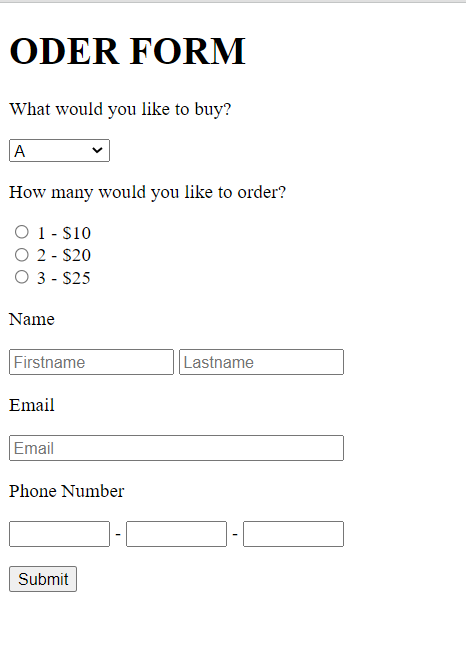 ODER FORM
What would you like to buy?
A
How many would you like to order?
1 - $10
2 - $20
3 - $25
Name
Firstname Lastname
Email
Email
Phone Number
- -
Submit